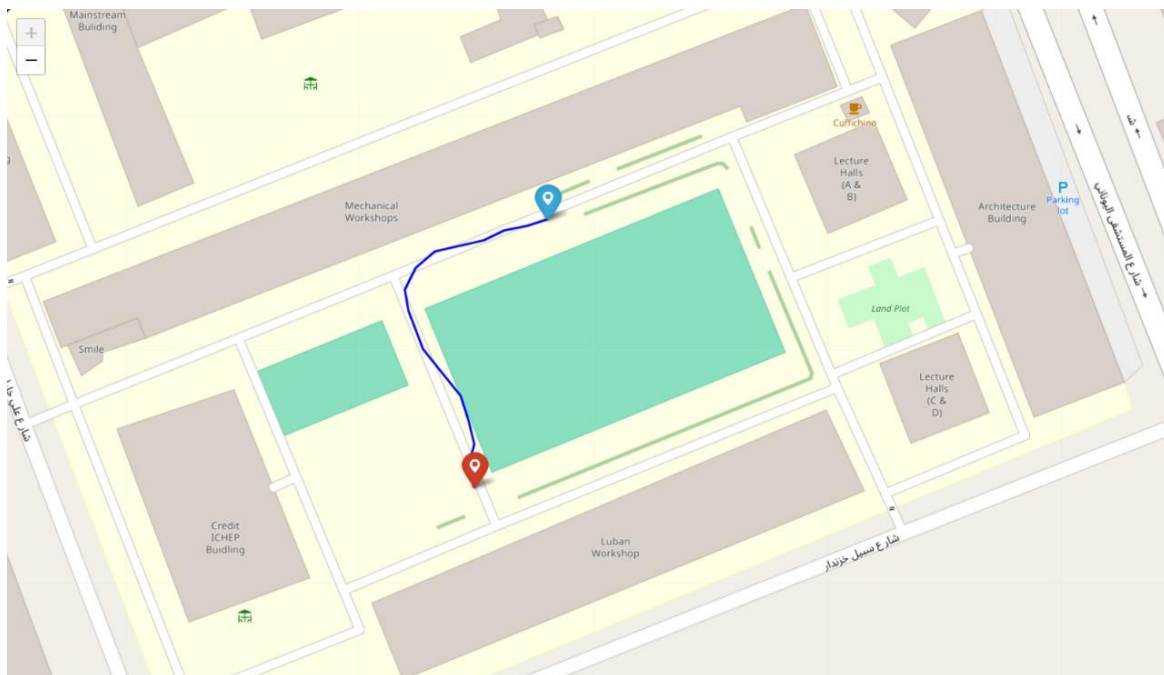 Mainstream
Building
+
−
Cuffichino
Lecture
Halls
(A &
B)
Mechanical
Workshops
Architecture
Building
P
Parking
lot
شارع المستشفى اليوناني
Land Plot
Smile
Lecture
Halls
(C &
D)
Credit
ICHEP
Buidling
Luban
Workshop
شارع سبيل خزندار